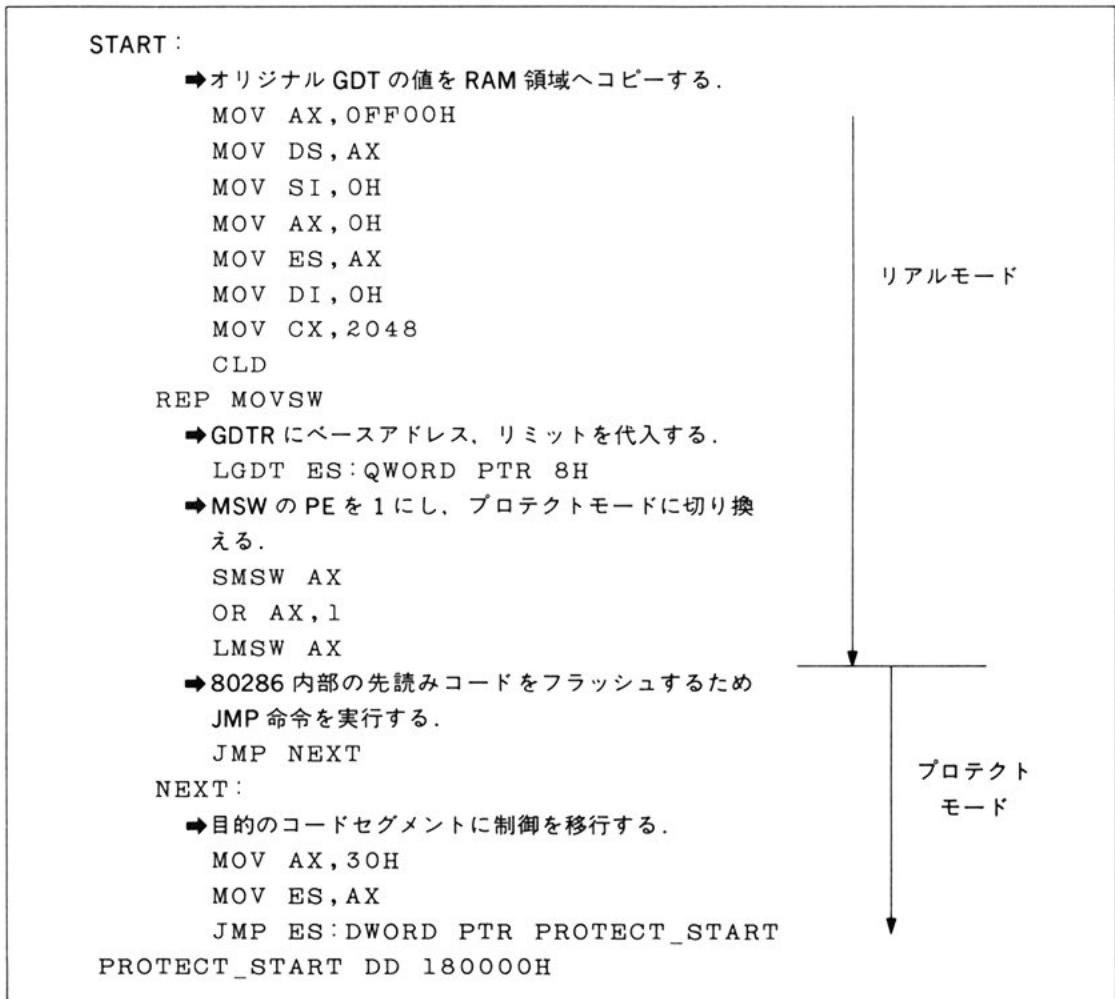 START:
➡オリジナル GDT の値を RAM 領域へコピーする.
MOV AX,0FF00H
MOV DS,AX
MOV SI,0H
MOV AX,0H
MOV ES,AX
MOV DI,0H
MOV CX,2048
CLD
REP MOVSW
➡GDTR にベースアドレス,リミットを代入する.
LGDT ES:QWORD PTR 8H
➡MSW の PE を 1 にし,プロテクトモードに切り換
える.
SMSW AX
OR AX,1
LMSW AX
➡80286 内部の先読みコードをフラッシュするため
JMP 命令を実行する.
JMP NEXT
NEXT:
➡目的のコードセグメントに制御を移行する.
MOV AX,30H
MOV ES,AX
JMP ES:DWORD PTR PROTECT_START
PROTECT_START DD 180000H
リアルモード
プロテクト
モード